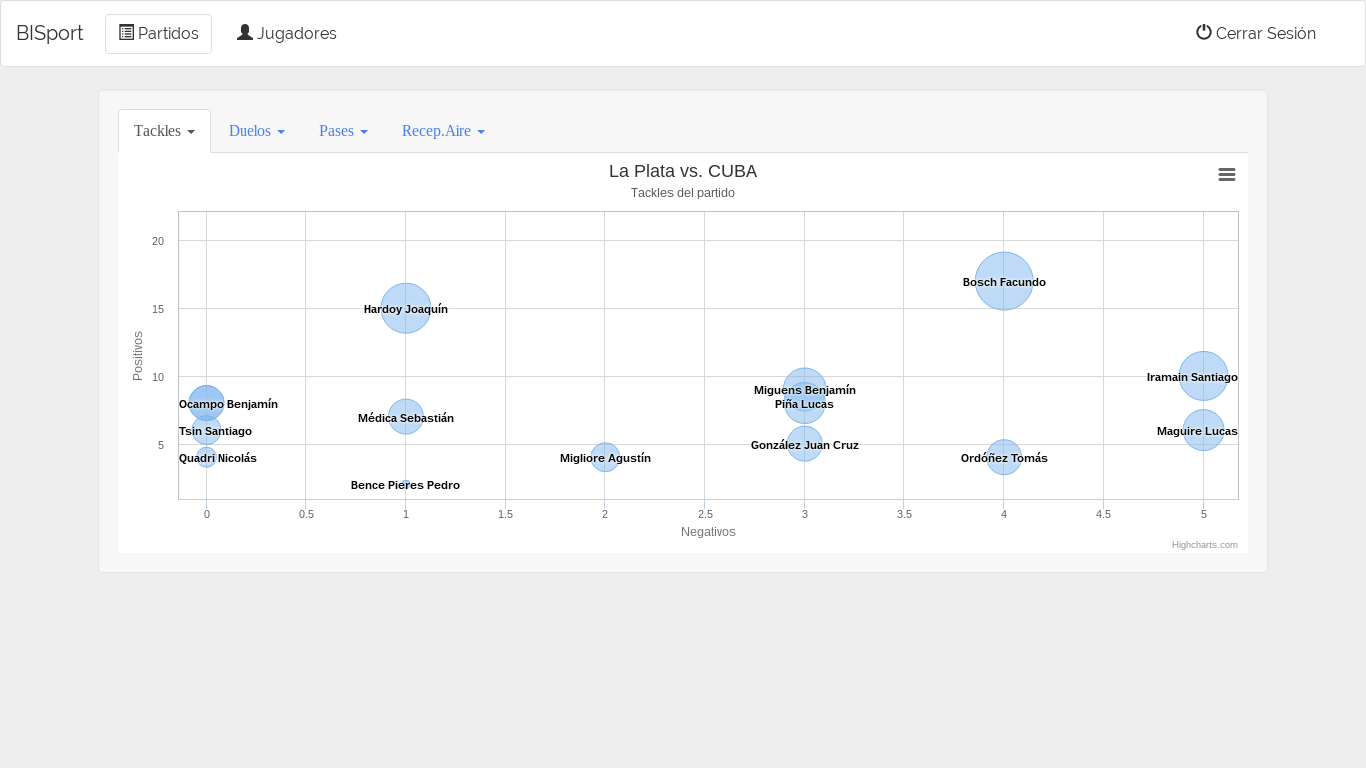 BISport Partidos Jugadores Cerrar Sesión
Tackles Duelos Pases Recep.Aire
La Plata vs. CUBA
Tackles del partido
Positivos
20
15
10
5
Bosch Facundo
Hardoy Joaquín
Iramain Santiago
Miguens Benjamín
Ocampo Benjamín
Piña Lucas
Médica Sebastián
Tsin Santiago
Maguire Lucas
González Juan Cruz
Quadri Nicolás
Migliore Agustín
Ordóñez Tomás
Bence Pieres Pedro
0 0.5 1 1.5 2 2.5 3 3.5 4 4.5 5
Negativos
Highcharts.com